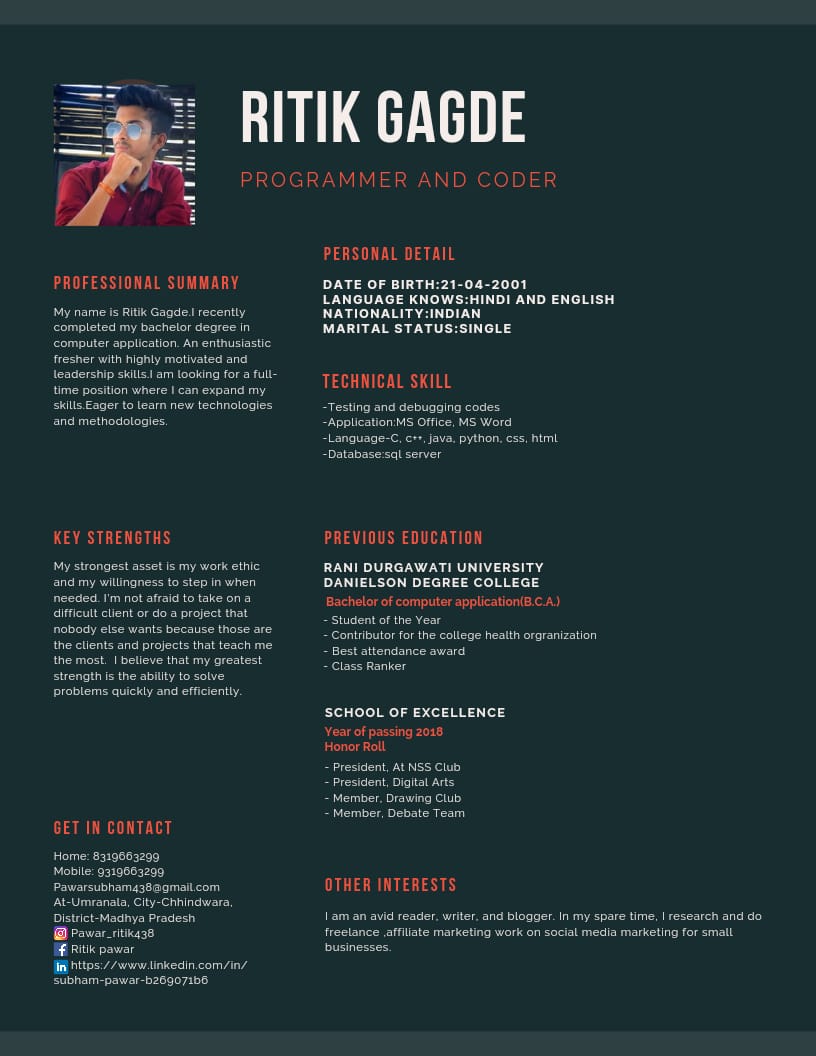 RITIK GAGDE
PROGRAMMER AND CODER
PROFESSIONAL SUMMARY
My name is Ritik Gagde.I recently
completed my bachelor degree in
computer application. An enthusiastic
fresher with highly motivated and
leadership skills.I am looking for a full-
time position where I can expand my
skills.Eager to learn new technologies
and methodologies.
KEY STRENGTHS
My strongest asset is my work ethic
and my willingness to step in when
needed. I'm not afraid to take on a
difficult client or do a project that
nobody else wants because those are
the clients and projects that teach me
the most.  I believe that my greatest
strength is the ability to solve
problems quickly and efficiently.
GET IN CONTACT
Home: 8319663299
Mobile: 9319663299
Pawarsubham438@gmail.com
At-Umranala, City-Chhindwara,
District-Madhya Pradesh
Pawar_ritik438
Ritik pawar
https://www.linkedin.com/in/
subham-pawar-b269071b6
PERSONAL DETAIL
DATE OF BIRTH:21-04-2001
LANGUAGE KNOWS:HINDI AND ENGLISH
NATIONALITY:INDIAN
MARITAL STATUS:SINGLE
TECHNICAL SKILL
-Testing and debugging codes
-Application:MS Office, MS Word
-Language-C, c++, java, python, css, html
-Database:sql server
PREVIOUS EDUCATION
RANI DURGAWATI UNIVERSITY
DANIELSON DEGREE COLLEGE
Bachelor of computer application(B.C.A.)
- Student of the Year
- Contributor for the college health orgranization
- Best attendance award
- Class Ranker
SCHOOL OF EXCELLENCE
Year of passing 2018
Honor Roll
- President, At NSS Club
- President, Digital Arts
- Member, Drawing Club
- Member, Debate Team
OTHER INTERESTS
I am an avid reader, writer, and blogger. In my spare time, I research and do
freelance ,affiliate marketing work on social media marketing for small
businesses.